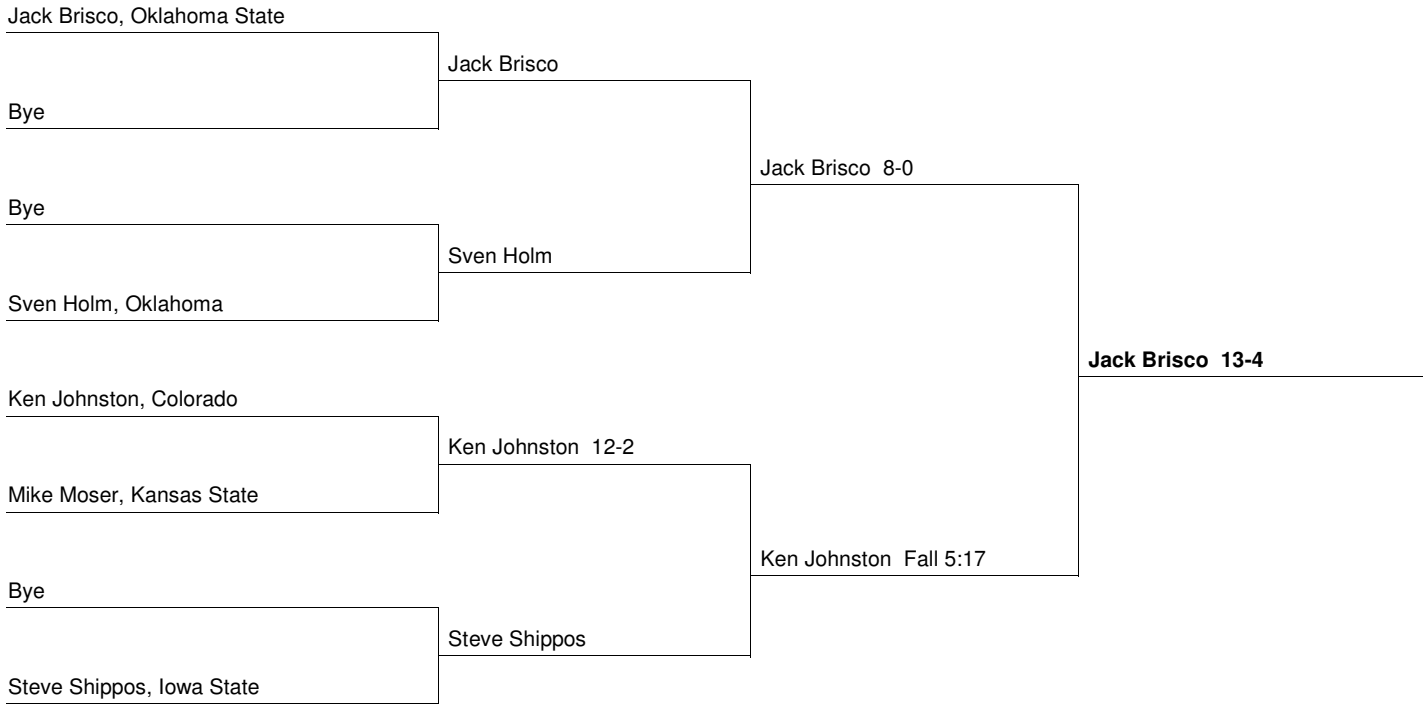 Jack Brisco, Oklahoma State
Jack Brisco
Bye
Jack Brisco 8-0
Bye
Sven Holm
Sven Holm, Oklahoma
Jack Brisco 13-4
Ken Johnston, Colorado
Ken Johnston 12-2
Mike Moser, Kansas State
Ken Johnston Fall 5:17
Bye
Steve Shippos
Steve Shippos, Iowa State